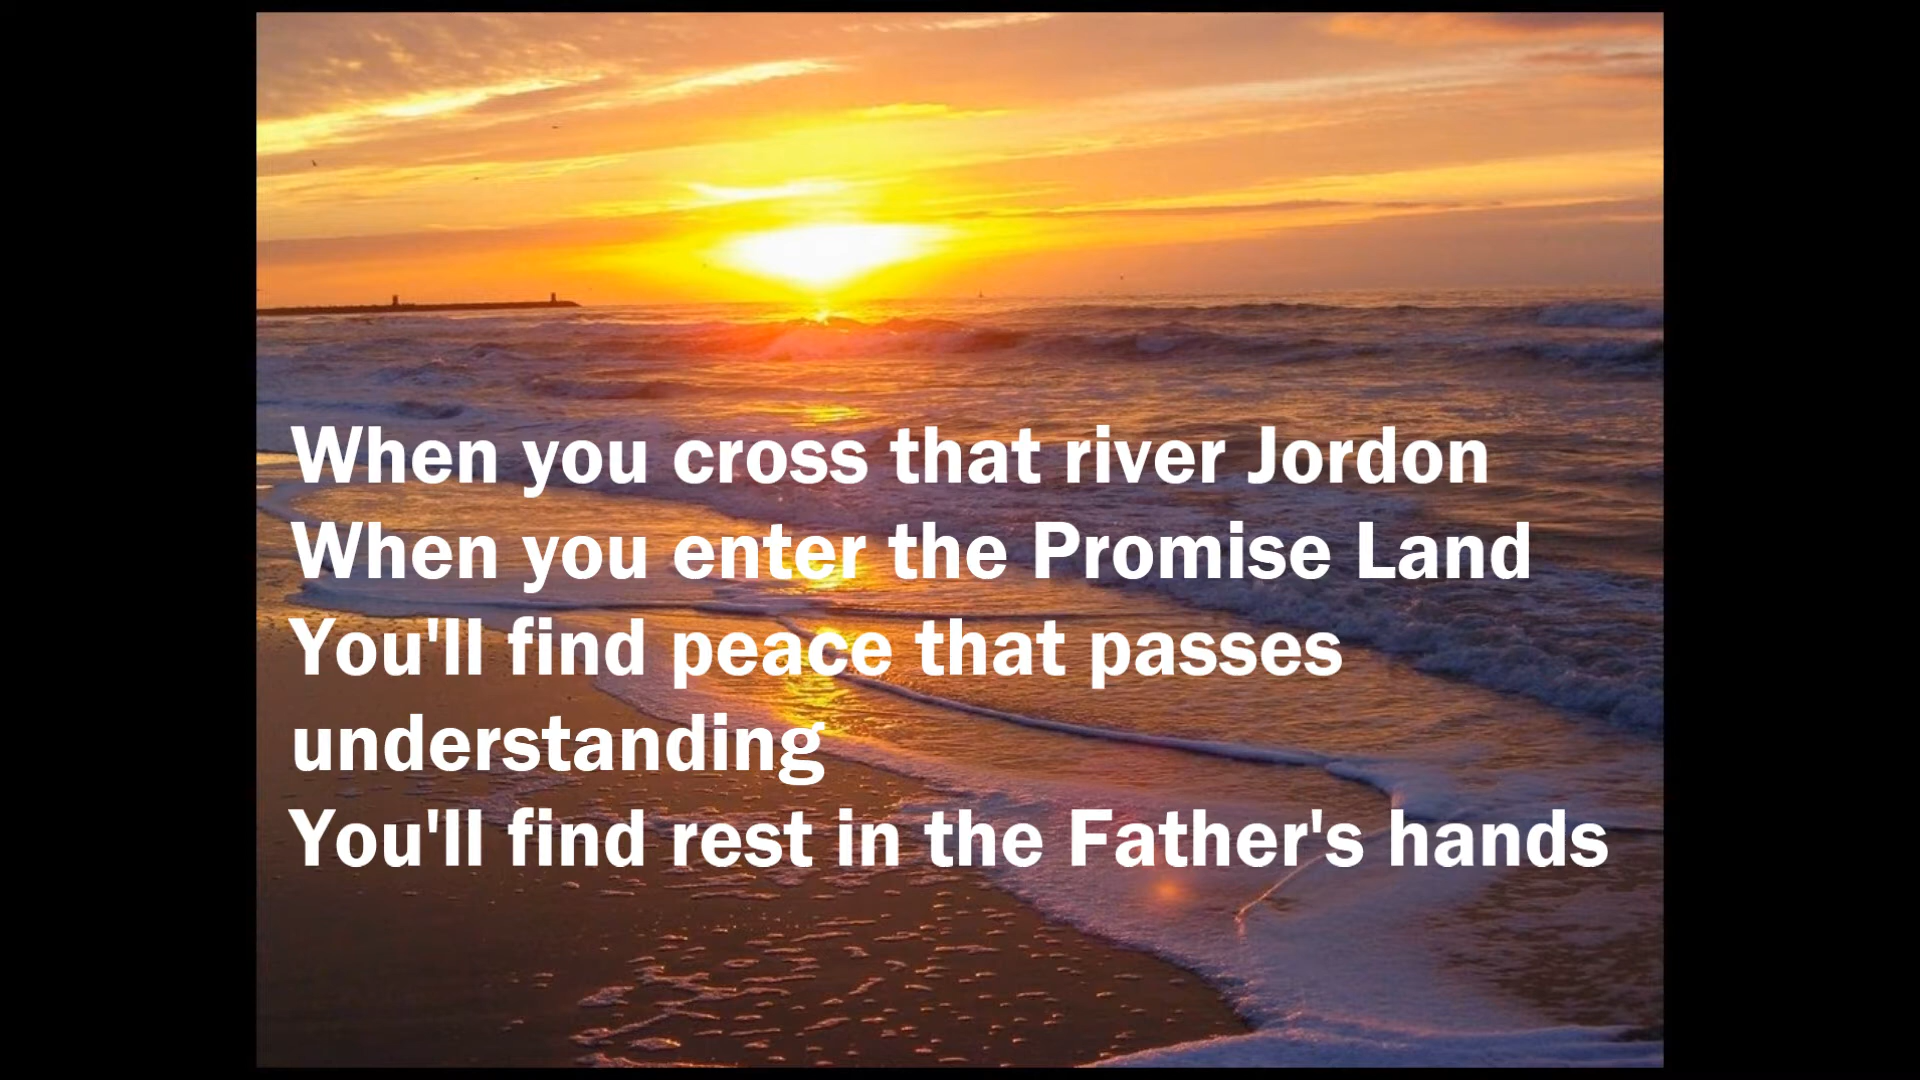 When you cross that river Jordon
When you enter the Promise Land
You'll find peace that passes
understanding
You'll find rest in the Father's hands